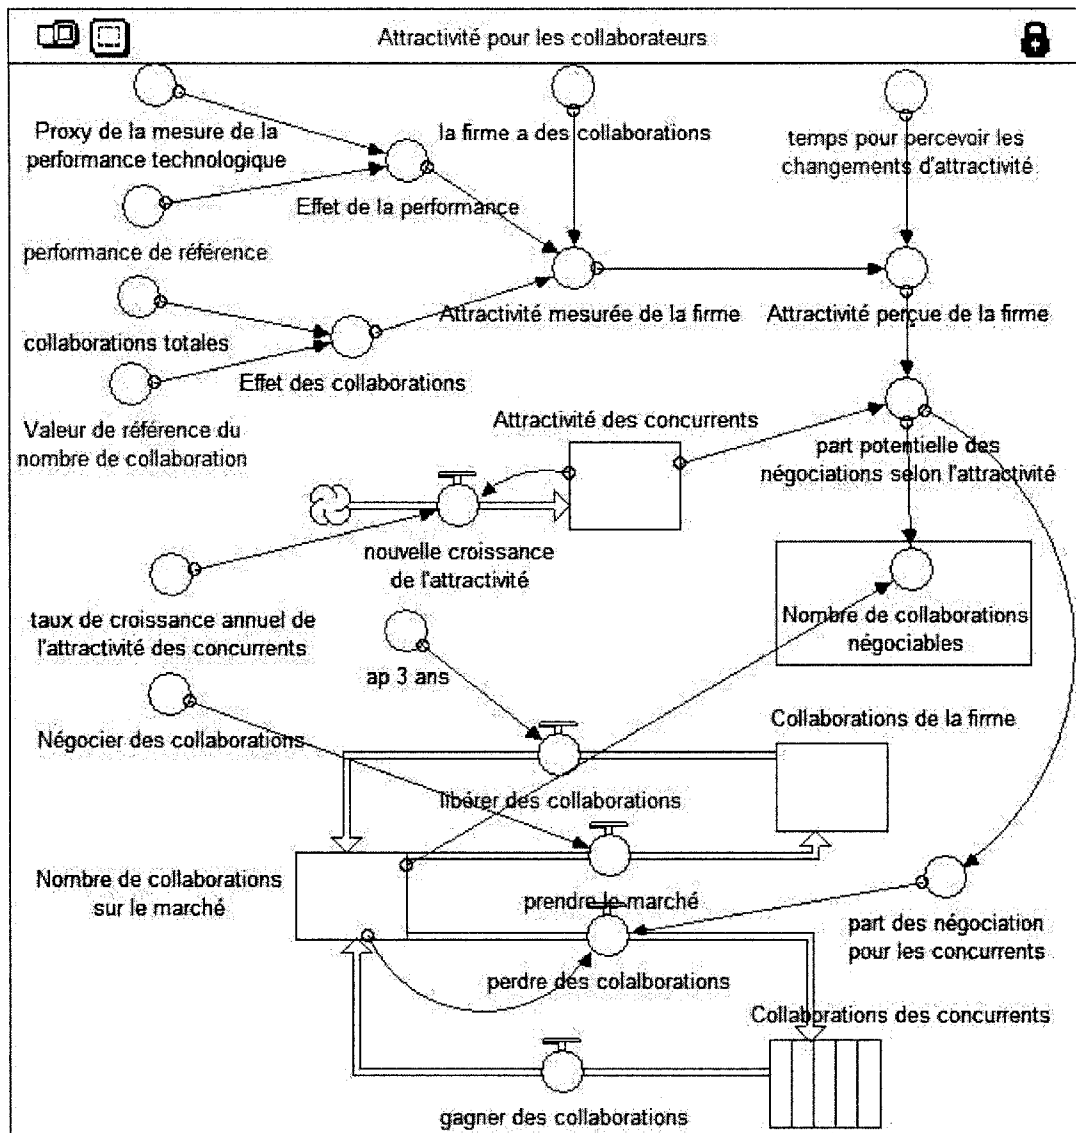 Attractivité pour les collaborateurs
Proxy de la mesure de la
performance technologique
la firme a des collaborations
temps pour percevoir les
changements d'attractivité
Effet de la performance
performance de référence
Attractivité mesurée de la firme
Attractivité perçue de la firme
collaborations totales
Effet des collaborations
Valeur de référence du
nombre de collaboration
Attractivité des concurrents
part potentielle des
négociations selon l'attractivité
nouvelle croissance
de l'attractivité
taux de croissance annuel de
l'attractivité des concurrents
Nombre de collaborations
négociables
ap 3 ans
Négocier des collaborations
Collaborations de la firme
libérer des collaborations
Nombre de collaborations
sur le marché
prendre le marché
part des négociation
pour les concurrents
perdre des colalborations
Collaborations des concurrents
gagner des collaborations